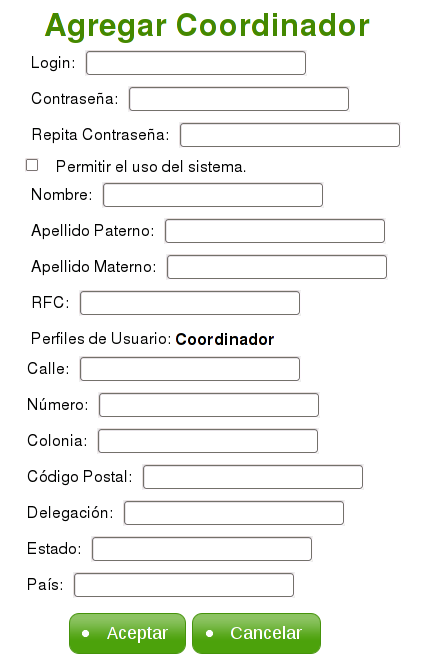 Agregar Coordinador
Login:
Contraseña:
Repita Contraseña:
Permitir el uso del sistema.
Nombre:
Apellido Paterno:
Apellido Materno:
RFC:
Perfiles de Usuario: Coordinador
Calle:
Número:
Colonia:
Código Postal:
Delegación:
Estado:
País:
Aceptar Cancelar